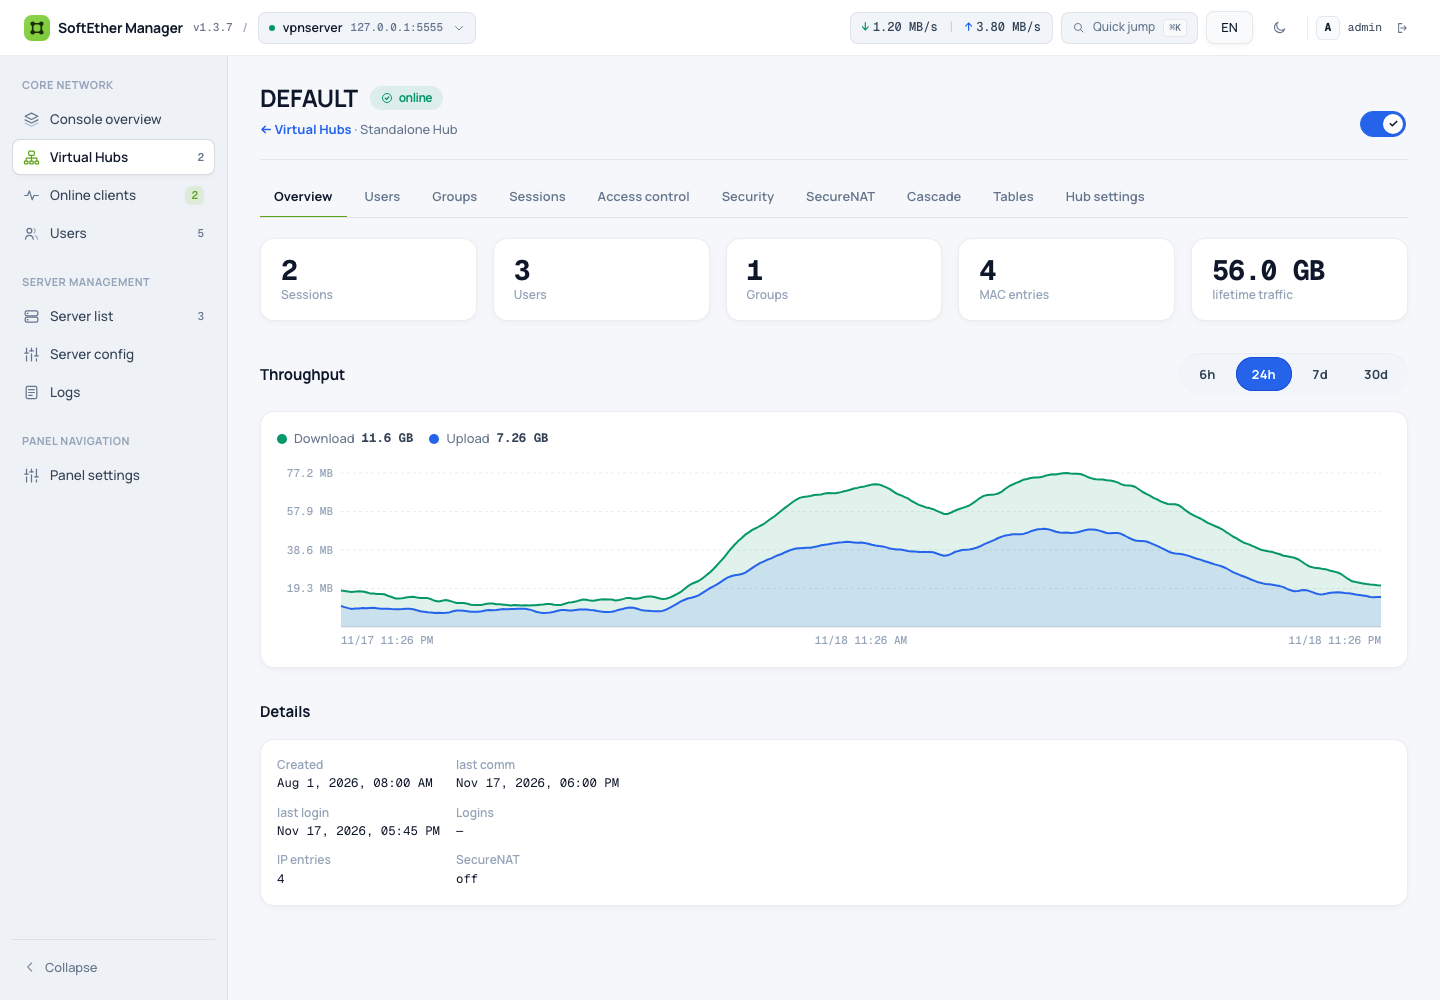 SoftEther Manager v1.3.7 / vpnserver 127.0.0.1:5555 ↓ 1.20 MB/s ↑ 3.80 MB/s Quick jump ⌘K EN A admin
CORE NETWORK
Console overview
Virtual Hubs 2
Online clients 2
Users 5
SERVER MANAGEMENT
Server list 3
Server config
Logs
PANEL NAVIGATION
Panel settings
Collapse
DEFAULT online
← Virtual Hubs · Standalone Hub
Overview Users Groups Sessions Access control Security SecureNAT Cascade Tables Hub settings
2 3 1 4 56.0 GB
Sessions Users Groups MAC entries lifetime traffic
Throughput 6h 24h 7d 30d
Download 11.6 GB Upload 7.26 GB
77.2 MB
57.9 MB
38.6 MB
19.3 MB
11/17 11:26 PM 11/18 11:26 AM 11/18 11:26 PM
Details
Created last comm
Aug 1, 2026, 08:00 AM Nov 17, 2026, 06:00 PM
last login Logins
Nov 17, 2026, 05:45 PM —
IP entries SecureNAT
4 off